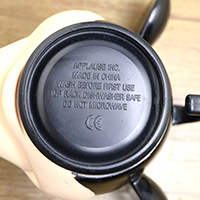 APPLAUSE INC.
MADE IN CHINA
WASH BEFORE FIRST USE
TOP RACK DISHWASHER SAFE
DO NOT MICROWAVE
CE